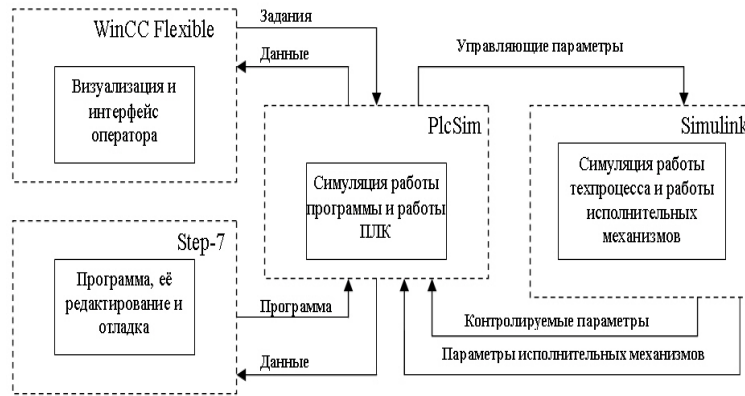 WinCC Flexible
Визуализация и
интерфейс
оператора
Задания
Данные
Управляющие параметры
PlcSim
Симуляция работы
программы и работы
ПЛК
Simulink
Симуляция работы
техпроцесса и работы
исполнительных
механизмов
Step-7
Программа, её
редактирование и
отладка
Программа
Данные
Контролируемые параметры
Параметры исполнительных механизмов